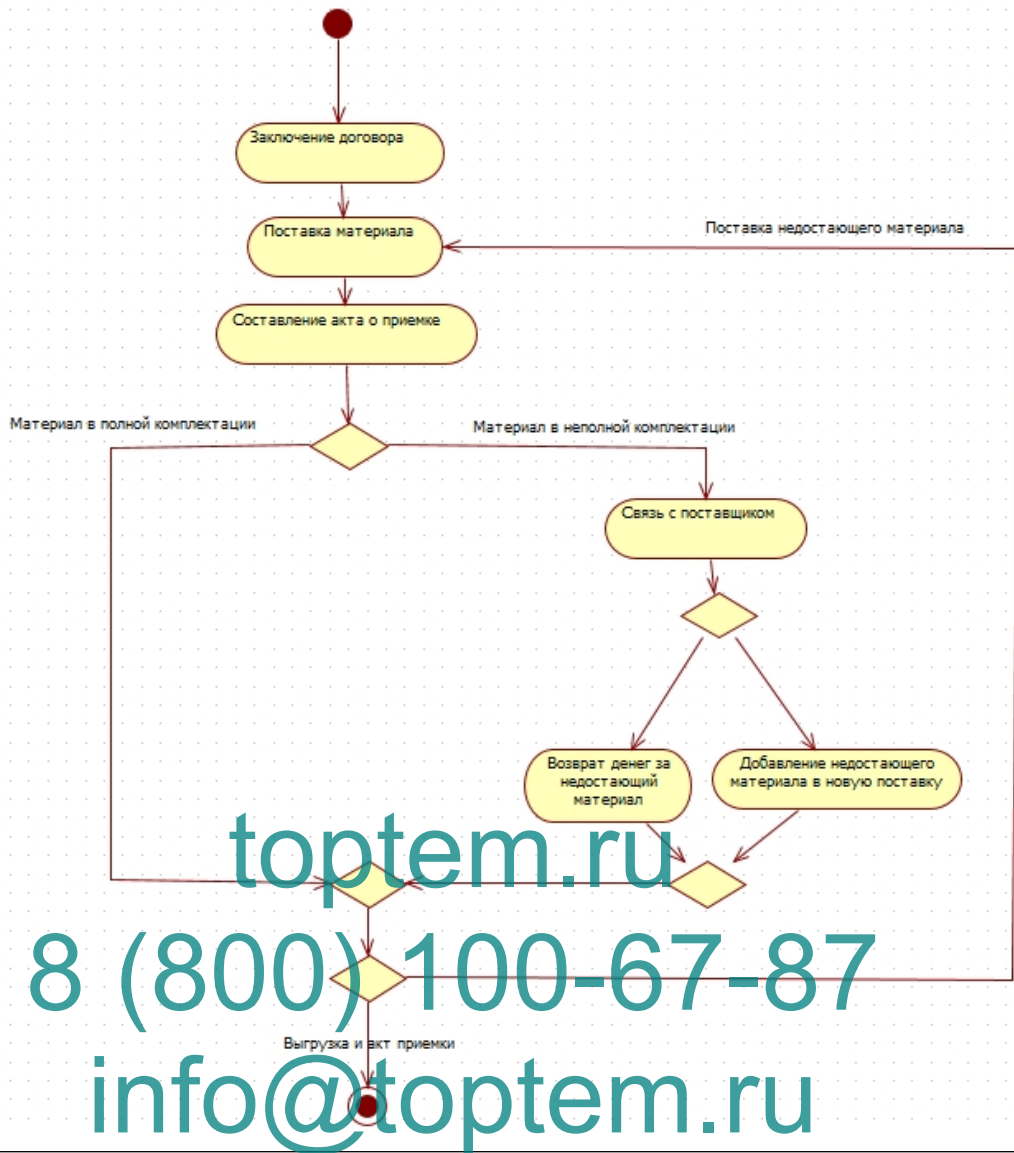 Заключение договора
Поставка материала
Поставка недостающего материала
Составление акта о приемке
Материал в полной комплектации
Материал в неполной комплектации
Связь с поставщиком
Возврат денег за
недостающий
материал
Добавление недостающего
материала в новую поставку
toptem.ru
8 (800) 100-67-87
Выгрузка и акт приемки
info@toptem.ru